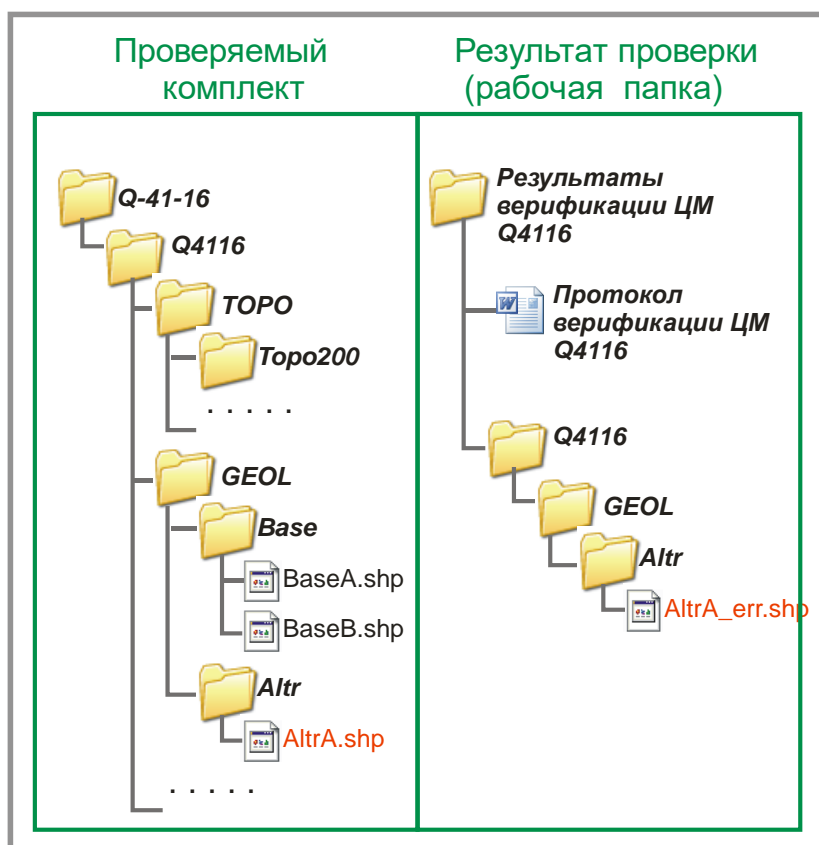 Проверяемый
комплект
Q-41-16
Q4116
TOPO
Topo200
. . . . .
GEOL
Base
BaseA.shp
BaseB.shp
Altr
AltrA.shp
. . . . .
Результат проверки
(рабочая папка)
Результаты
верификации ЦМ
Q4116
Протокол
верификации ЦМ
Q4116
Q4116
GEOL
Altr
AltrA_err.shp